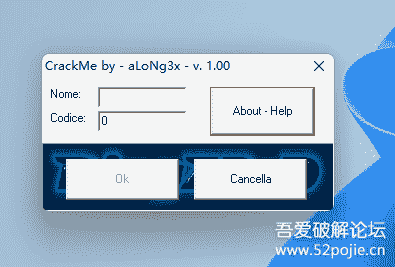 CrackMe by - aLoNg3x - v. 1.00
Nome:
About - Help
Codice:
0
Ok
Cancella
吾爱破解论坛
www.52pojie.cn